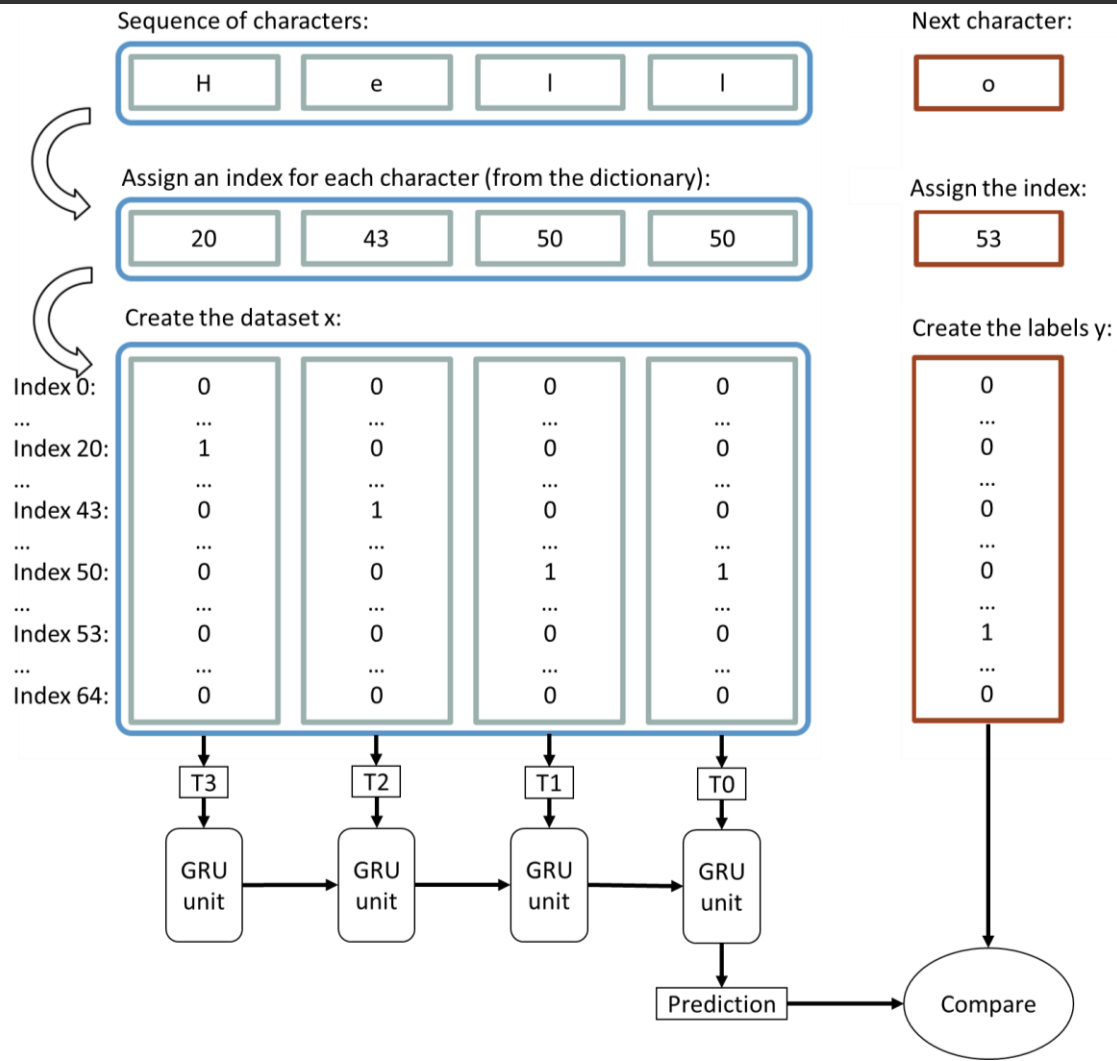 Sequence of characters:
Next character:
H e l l
o
Assign an index for each character (from the dictionary):
Assign the index:
20 43 50 50
53
Create the dataset x:
Create the labels y:
Index 0: 0 0 0 0 0
... ... ... ... ... ...
Index 20: 1 0 0 0 0
... ... ... ... ... ...
Index 43: 0 1 0 0 0
... ... ... ... ... ...
Index 50: 0 0 1 1 0
... ... ... ... ... ...
Index 53: 0 0 0 0 1
... ... ... ... ... ...
Index 64: 0 0 0 0 0
T3 T2 T1 T0
GRU unit
GRU unit
GRU unit
GRU unit
Prediction
Compare